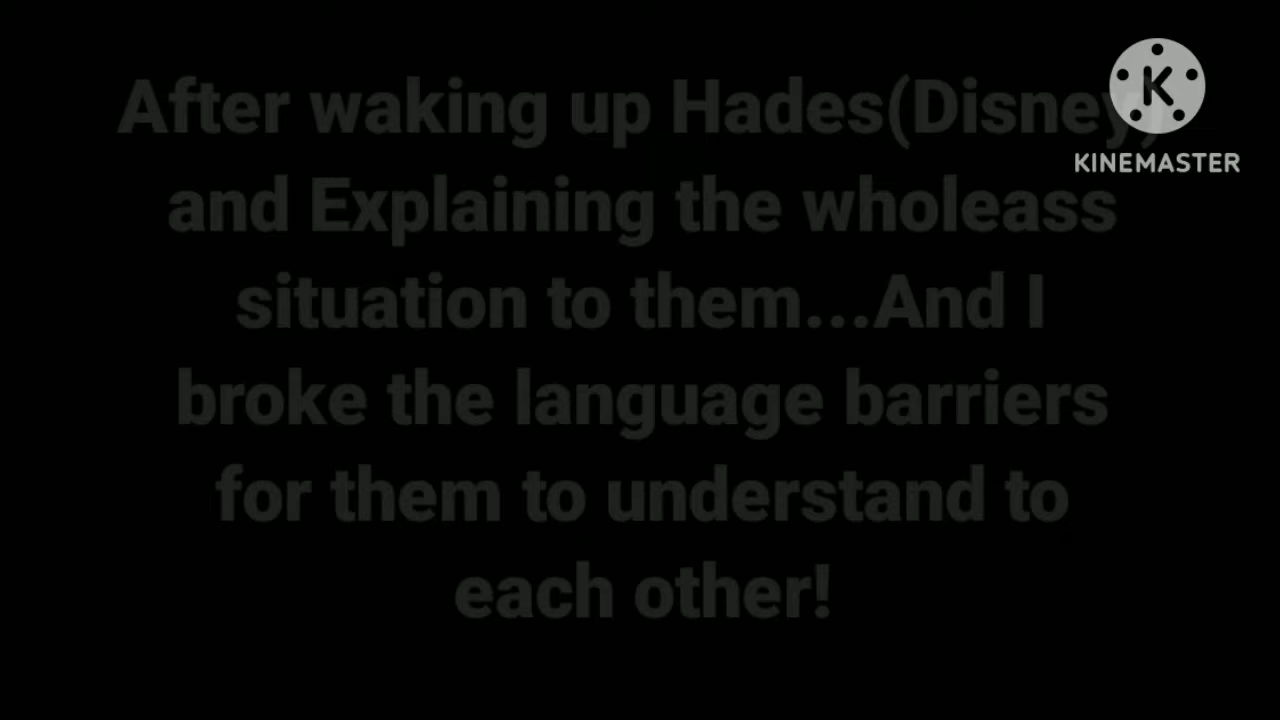 After waking up Hades(Disney)
and Explaining the wholeass
situation to them...And I
broke the language barriers
for them to understand to
each other!
K
KINEMASTER